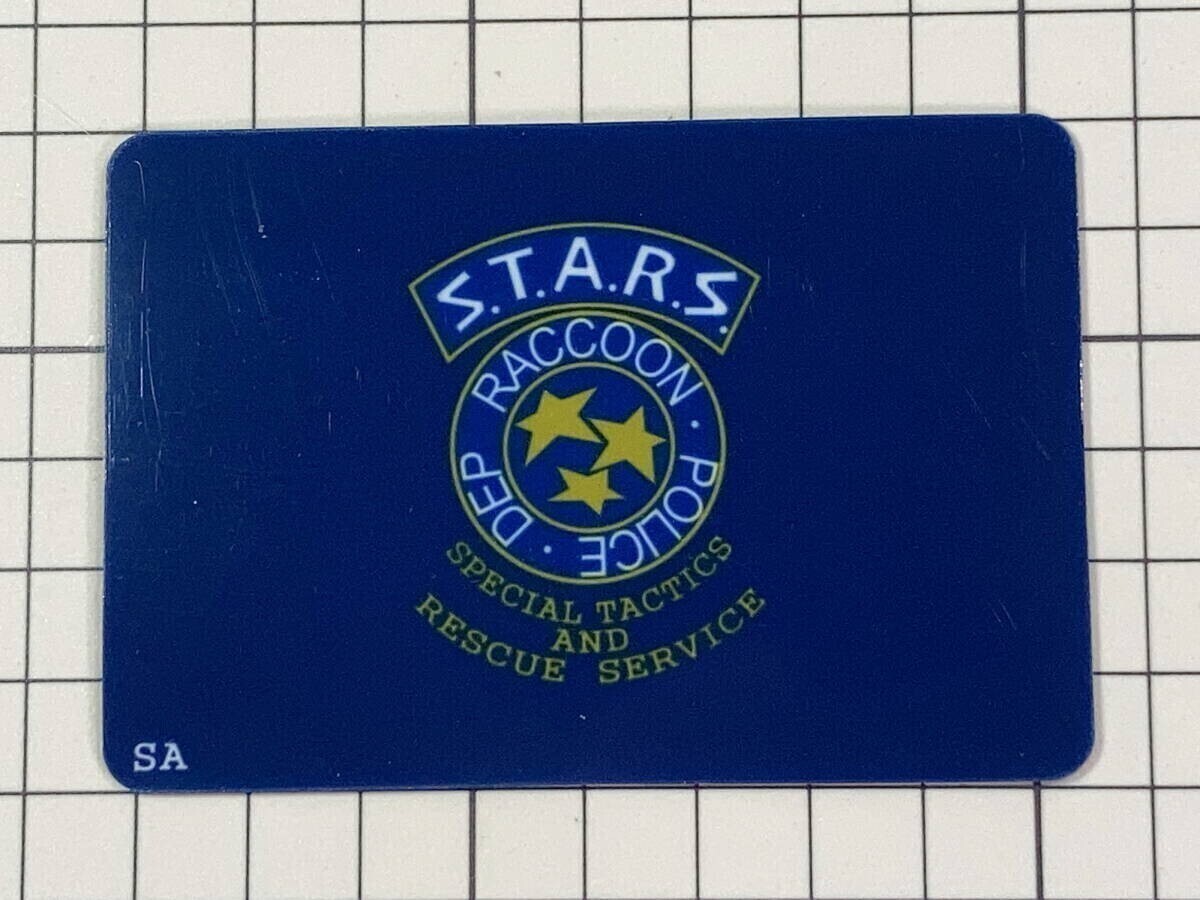 S.T.A.R.S.
RACCOON · POLICE · DEP
SPECIAL TACTICS
AND
RESCUE SERVICE
SA